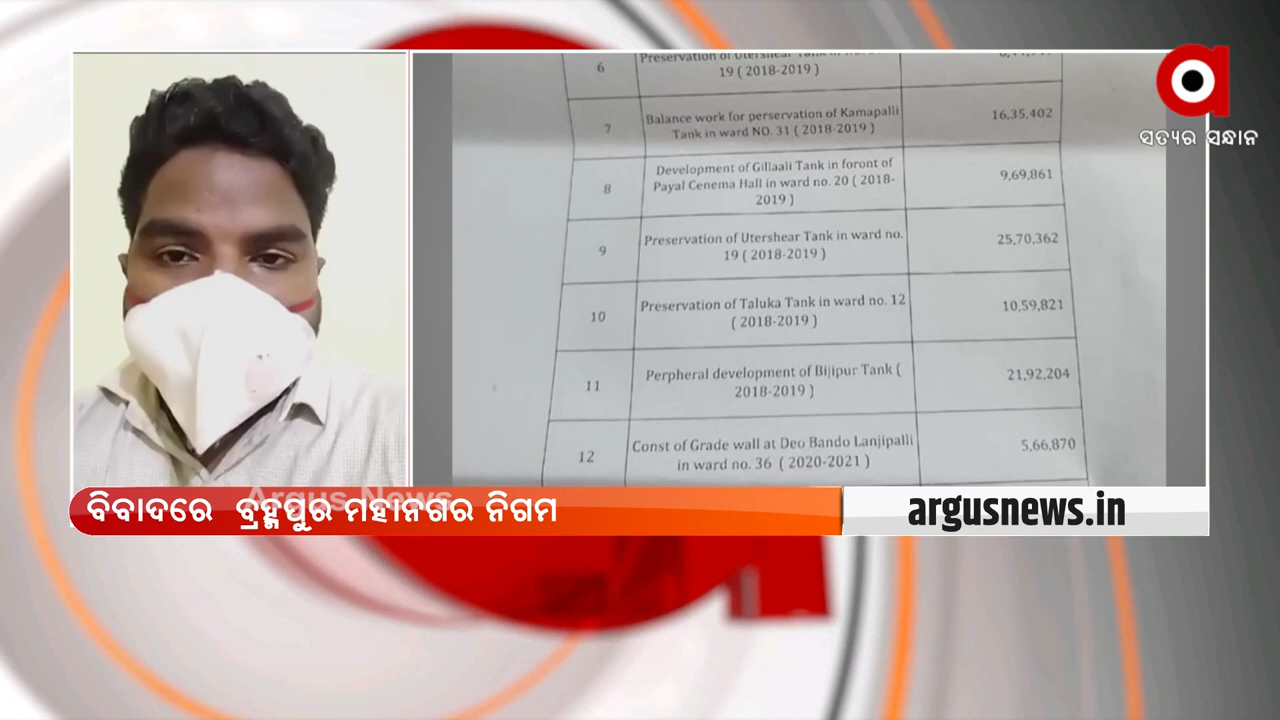 6
Preservation of Utershear Tank in ward
19 ( 2018-2019 )
7
Balance work for perservation of Kamapalli
Tank in ward NO. 31 ( 2018-2019 )
16,35,402
8
Development of Gillaali Tank in foront of
Payal Cenema Hall in ward no. 20 ( 2018-
2019 )
9,69,861
9
Preservation of Utershear Tank in ward no.
19 ( 2018-2019 )
25,70,362
10
Preservation of Taluka Tank in ward no. 12
( 2018-2019 )
10,59,821
11
Perpheral development of Bijipur Tank (
2018-2019 )
21,92,204
12
Const of Grade wall at Deo Bando Lanjipalli
in ward no. 36 ( 2020-2021 )
5,66,870
ସତ୍ୟର ସନ୍ଧାନ
Argus News
ବିବାଦରେ ବ୍ରହ୍ମପୁର ମହାନଗର ନିଗମ
argusnews.in